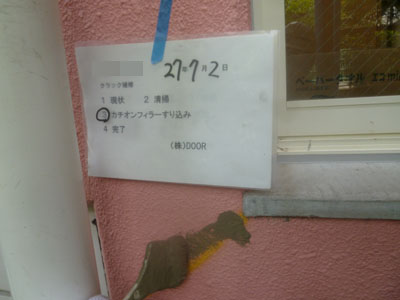 27年7月2日
クラック補修
1 現状 2 清掃
3 カチオンフィラーすり込み
4 完了
(株)DOOR